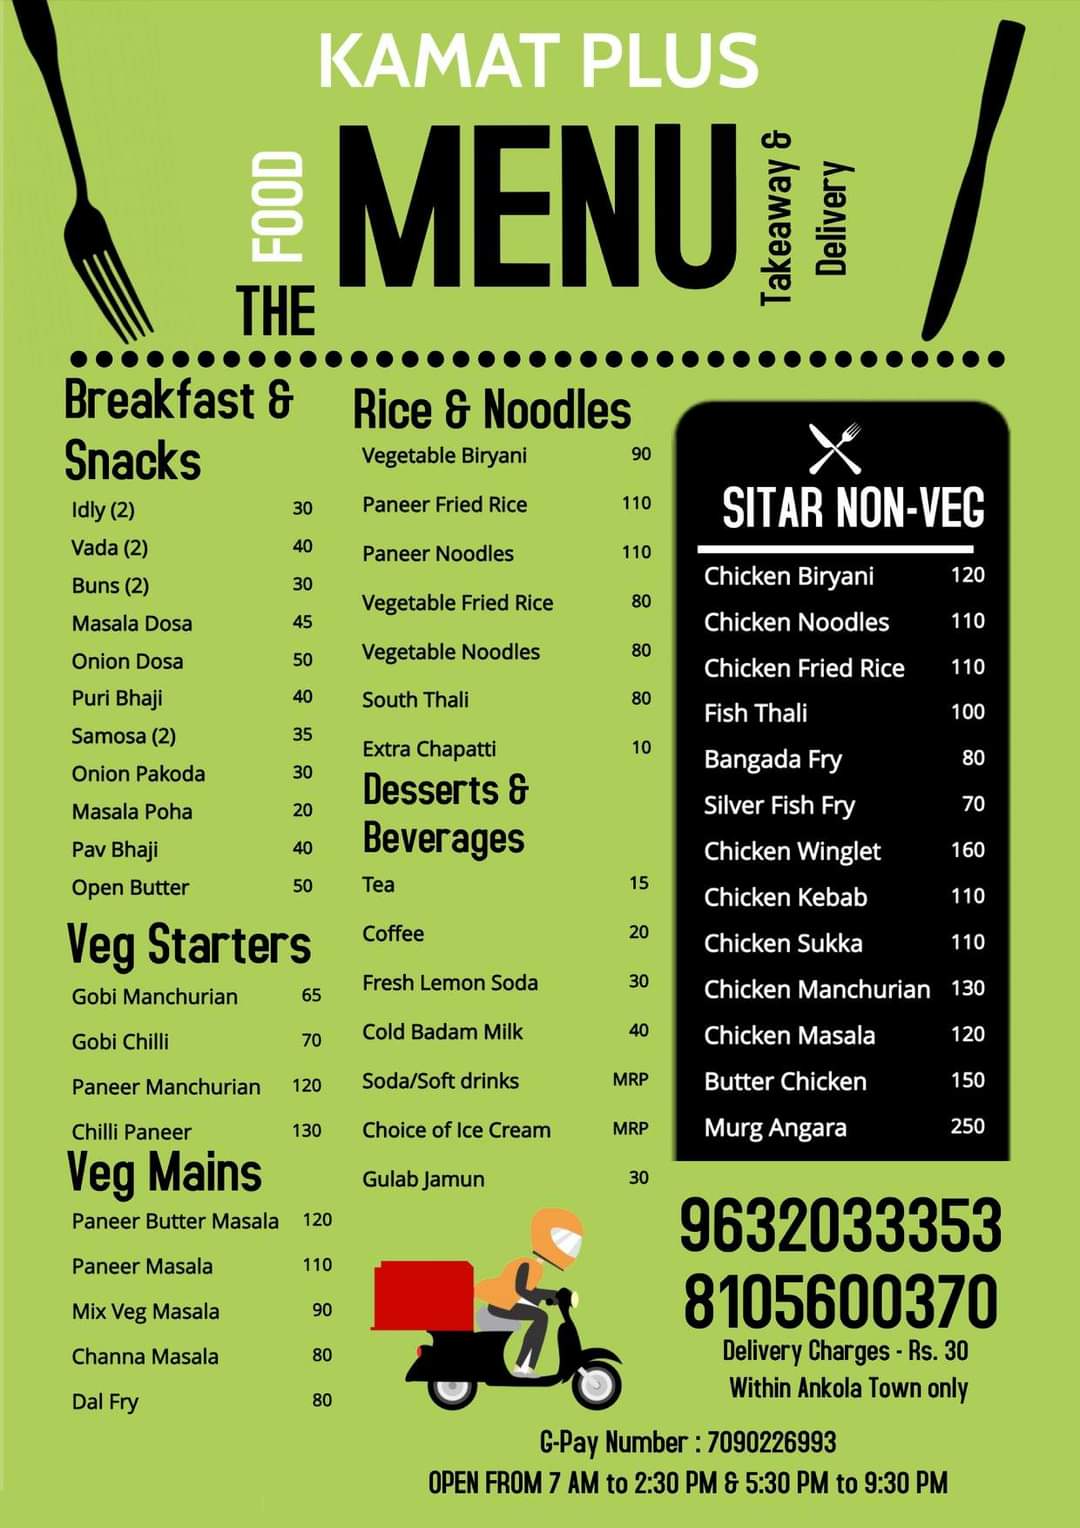 KAMAT PLUS
THE
FOOD
MENU
Takeaway &
Delivery
Breakfast &
Snacks
Idly (2) 30
Vada (2) 40
Buns (2) 30
Masala Dosa 45
Onion Dosa 50
Puri Bhaji 40
Samosa (2) 35
Onion Pakoda 30
Masala Poha 20
Pav Bhaji 40
Open Butter 50
Veg Starters
Gobi Manchurian 65
Gobi Chilli 70
Paneer Manchurian 120
Chilli Paneer 130
Veg Mains
Paneer Butter Masala 120
Paneer Masala 110
Mix Veg Masala 90
Channa Masala 80
Dal Fry 80
Rice & Noodles
Vegetable Biryani 90
Paneer Fried Rice 110
Paneer Noodles 110
Vegetable Fried Rice 80
Vegetable Noodles 80
South Thali 80
Extra Chapatti 10
Desserts &
Beverages
Tea 15
Coffee 20
Fresh Lemon Soda 30
Cold Badam Milk 40
Soda/Soft drinks MRP
Choice of Ice Cream MRP
Gulab Jamun 30
SITAR NON-VEG
Chicken Biryani 120
Chicken Noodles 110
Chicken Fried Rice 110
Fish Thali 100
Bangada Fry 80
Silver Fish Fry 70
Chicken Winglet 160
Chicken Kebab 110
Chicken Sukka 110
Chicken Manchurian 130
Chicken Masala 120
Butter Chicken 150
Murg Angara 250
9632033353
8105600370
Delivery Charges - Rs. 30
Within Ankola Town only
G-Pay Number : 7090226993
OPEN FROM 7 AM to 2:30 PM & 5:30 PM to 9:30 PM